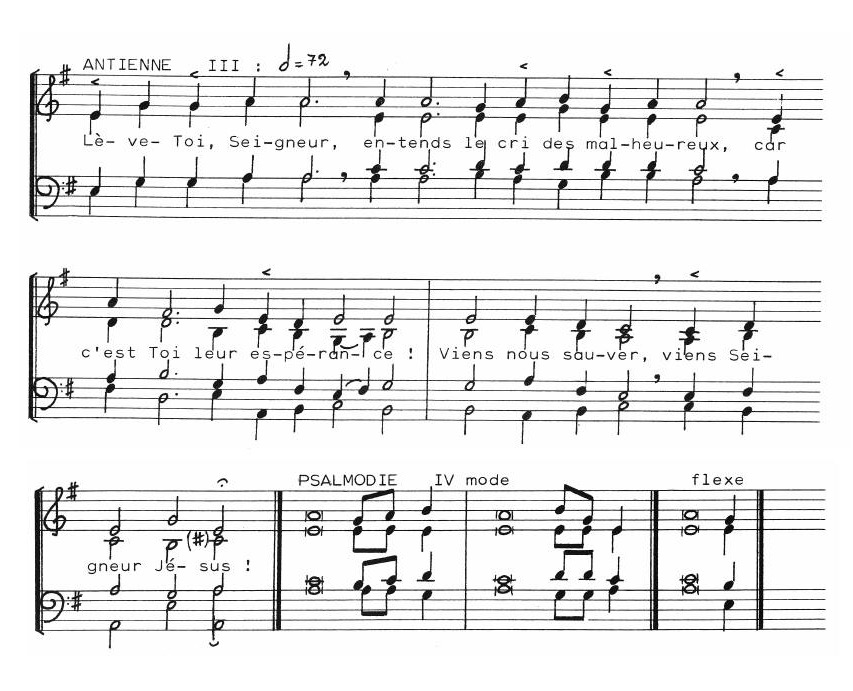 ANTIENNE III : 𝅗𝅥 = 72
Lè- ve- Toi, Sei-gneur, en-tends le cri des mal-heu-reux, car
c'est Toi leur es-pé-ran- ce ! Viens nous sau-ver, viens Sei-
PSALMODIE IV mode flexe
(#)
gneur Jé- sus !